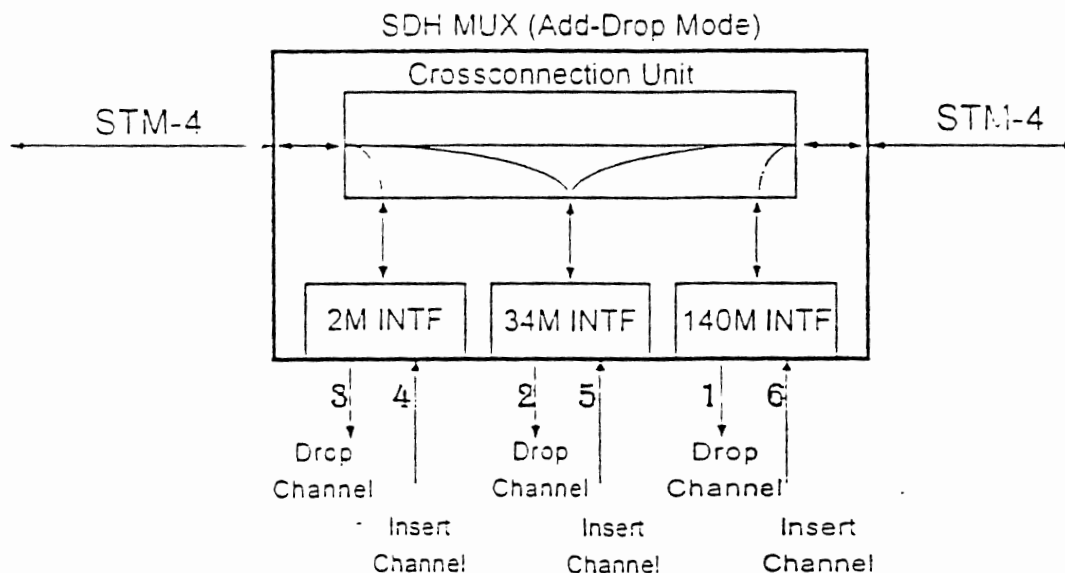 SDH MUX (Add-Drop Mode)
Crossconnection Unit
STM-4
STM-4
2M INTF
34M INTF
140M INTF
3
4
2
5
1
6
Drop
Channel
Drop
Channel
Drop
Channel
Insert
Channel
Insert
Channel
Insert
Channel